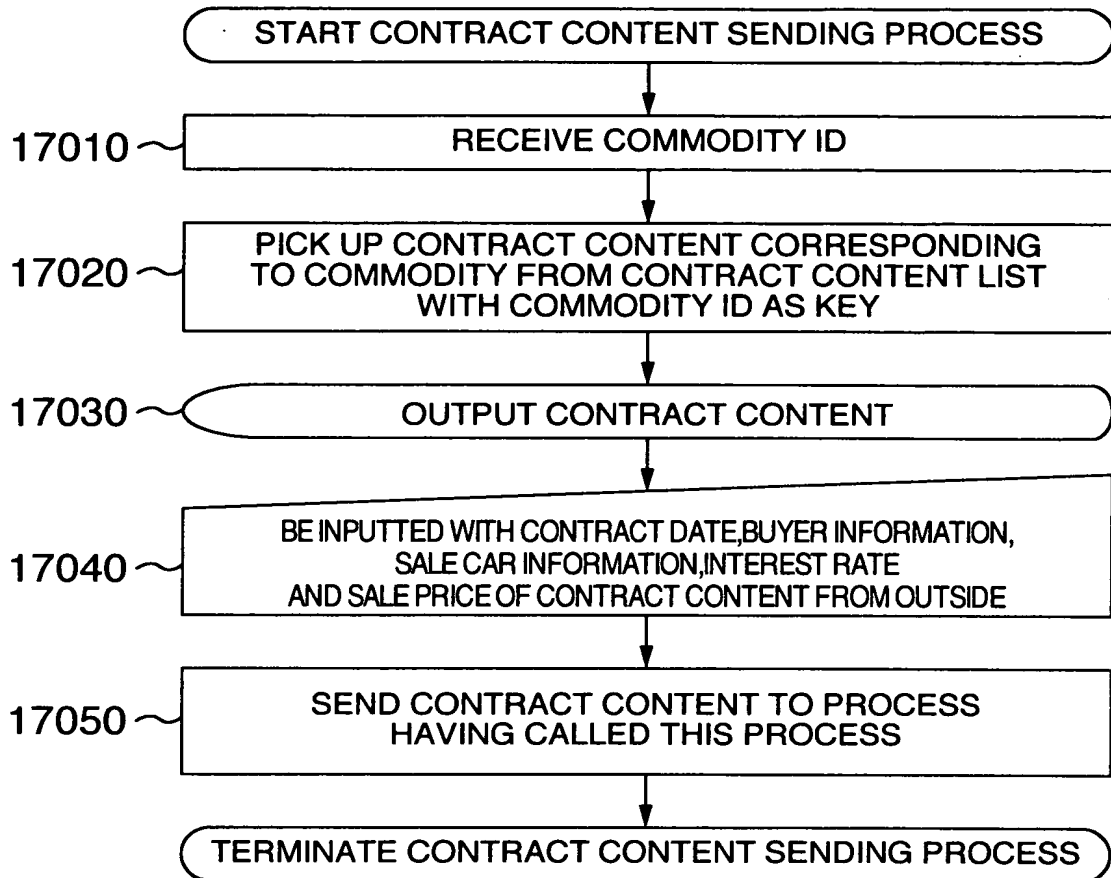 START CONTRACT CONTENT SENDING PROCESS
17010
RECEIVE COMMODITY ID
17020
PICK UP CONTRACT CONTENT CORRESPONDING
TO COMMODITY FROM CONTRACT CONTENT LIST
WITH COMMODITY ID AS KEY
17030
OUTPUT CONTRACT CONTENT
17040
BE INPUTTED WITH CONTRACT DATE,BUYER INFORMATION,
SALE CAR INFORMATION,INTEREST RATE
AND SALE PRICE OF CONTRACT CONTENT FROM OUTSIDE
17050
SEND CONTRACT CONTENT TO PROCESS
HAVING CALLED THIS PROCESS
TERMINATE CONTRACT CONTENT SENDING PROCESS